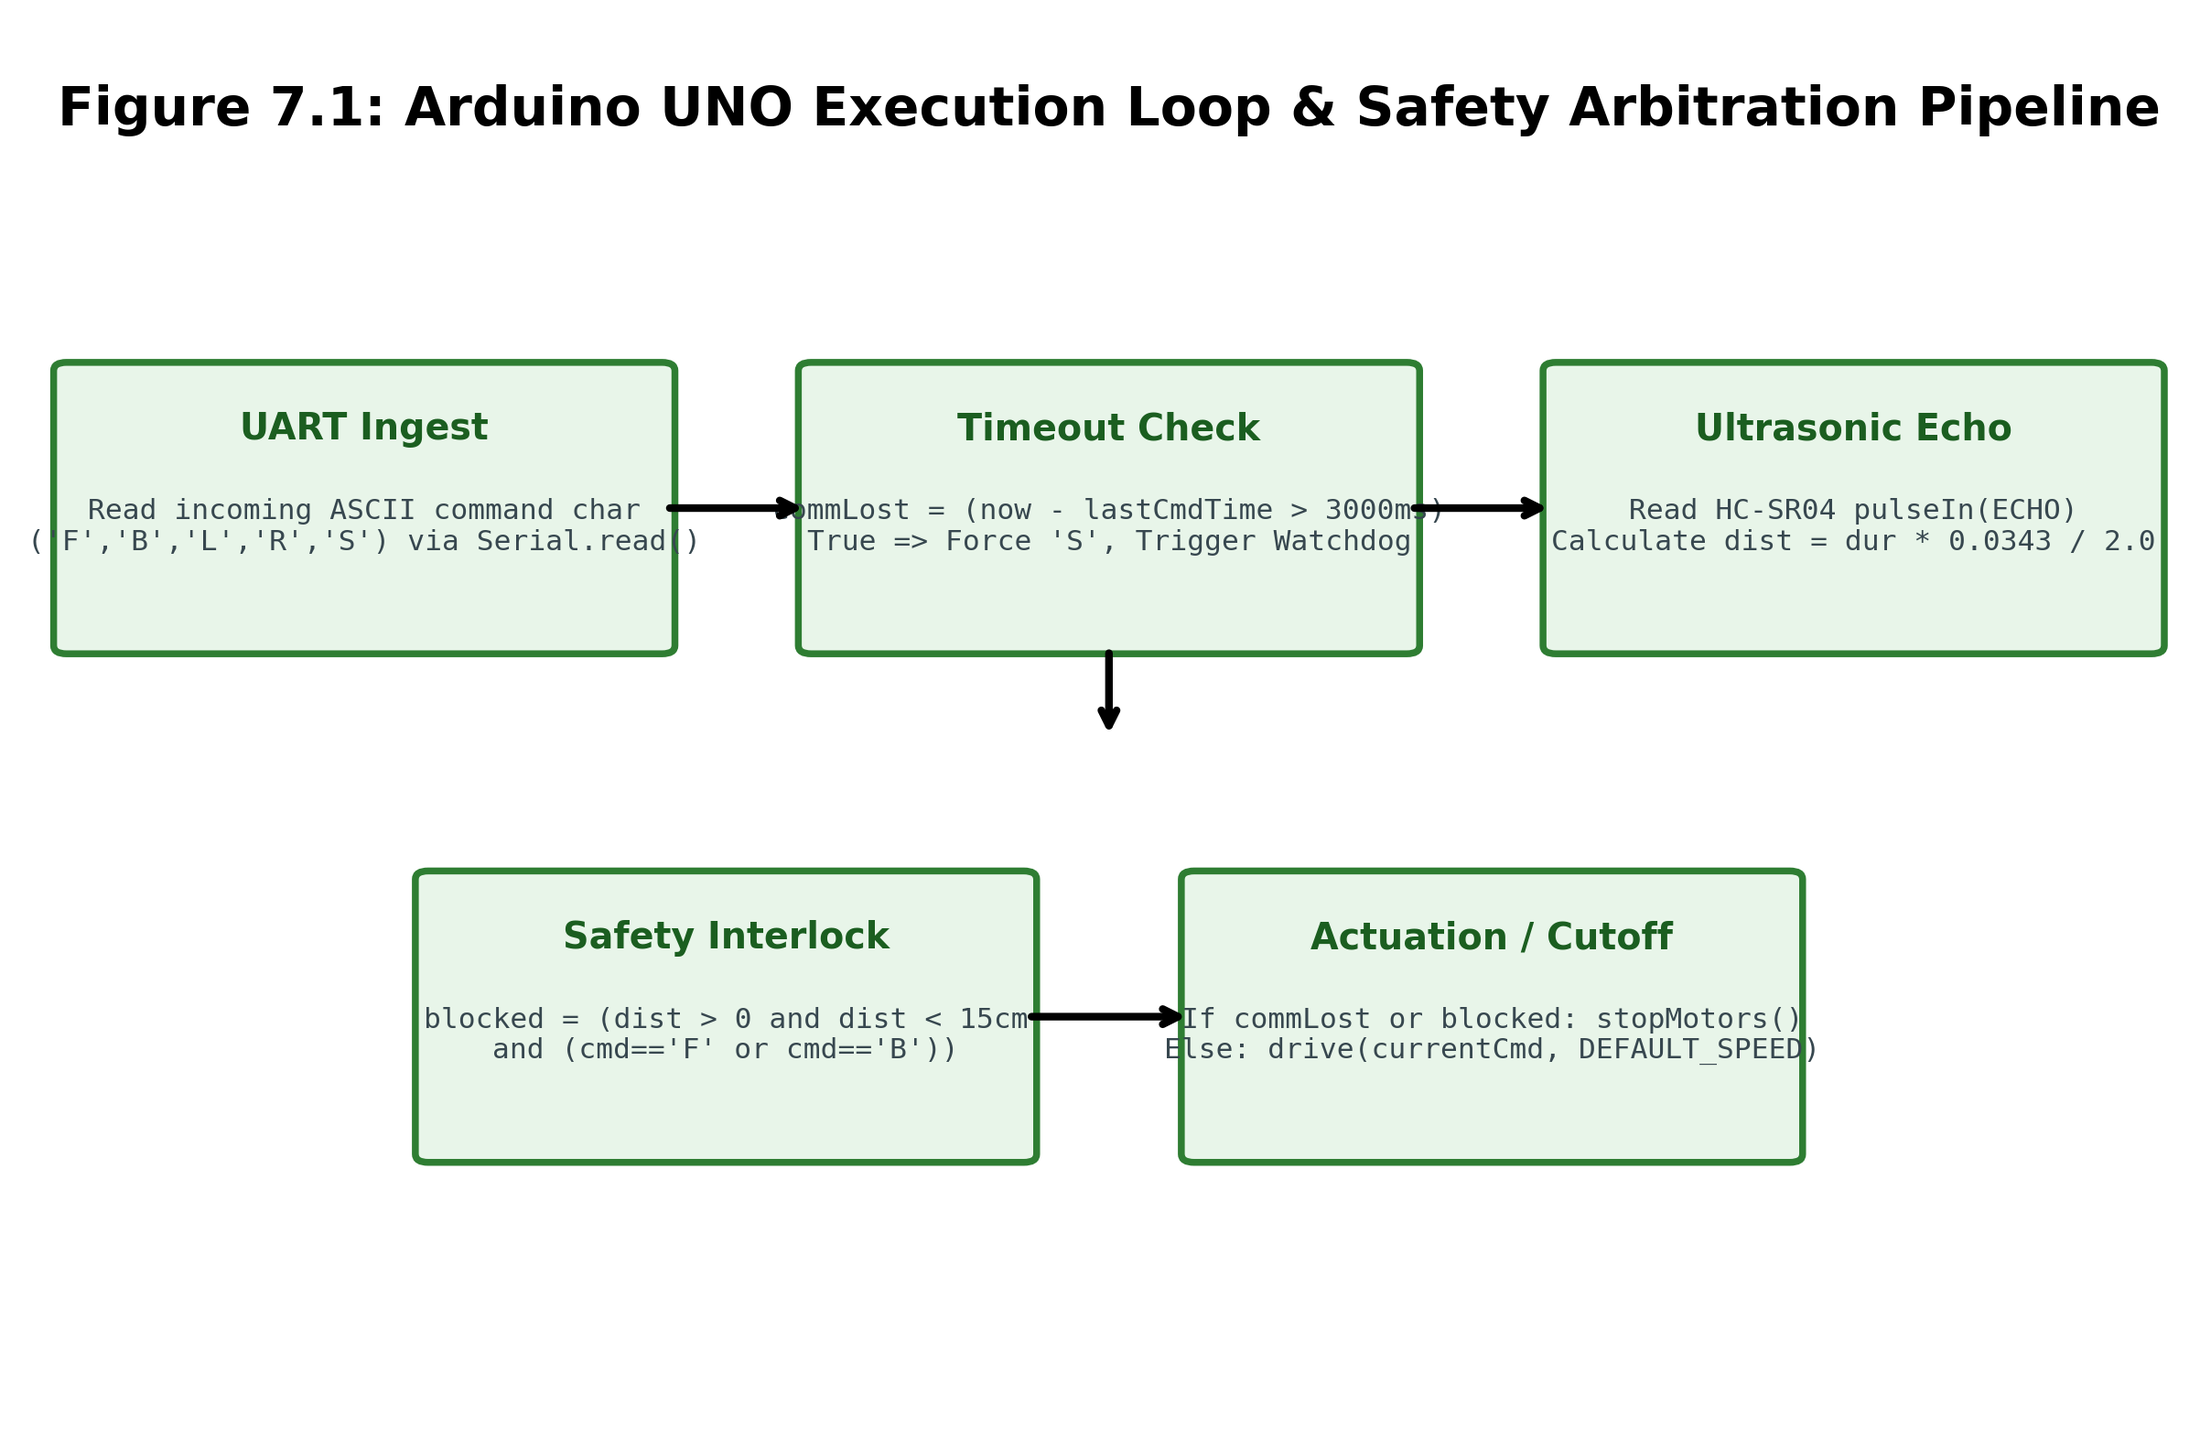 Figure 7.1: Arduino UNO Execution Loop & Safety Arbitration Pipeline
UART Ingest
Read incoming ASCII command char
('F','B','L','R','S') via Serial.read()
Timeout Check
commLost = (now - lastCmdTime > 3000ms)
True => Force 'S', Trigger Watchdog
Ultrasonic Echo
Read HC-SR04 pulseIn(ECHO)
Calculate dist = dur * 0.0343 / 2.0
Safety Interlock
blocked = (dist > 0 and dist < 15cm
and (cmd=='F' or cmd=='B'))
Actuation / Cutoff
If commLost or blocked: stopMotors()
Else: drive(currentCmd, DEFAULT_SPEED)